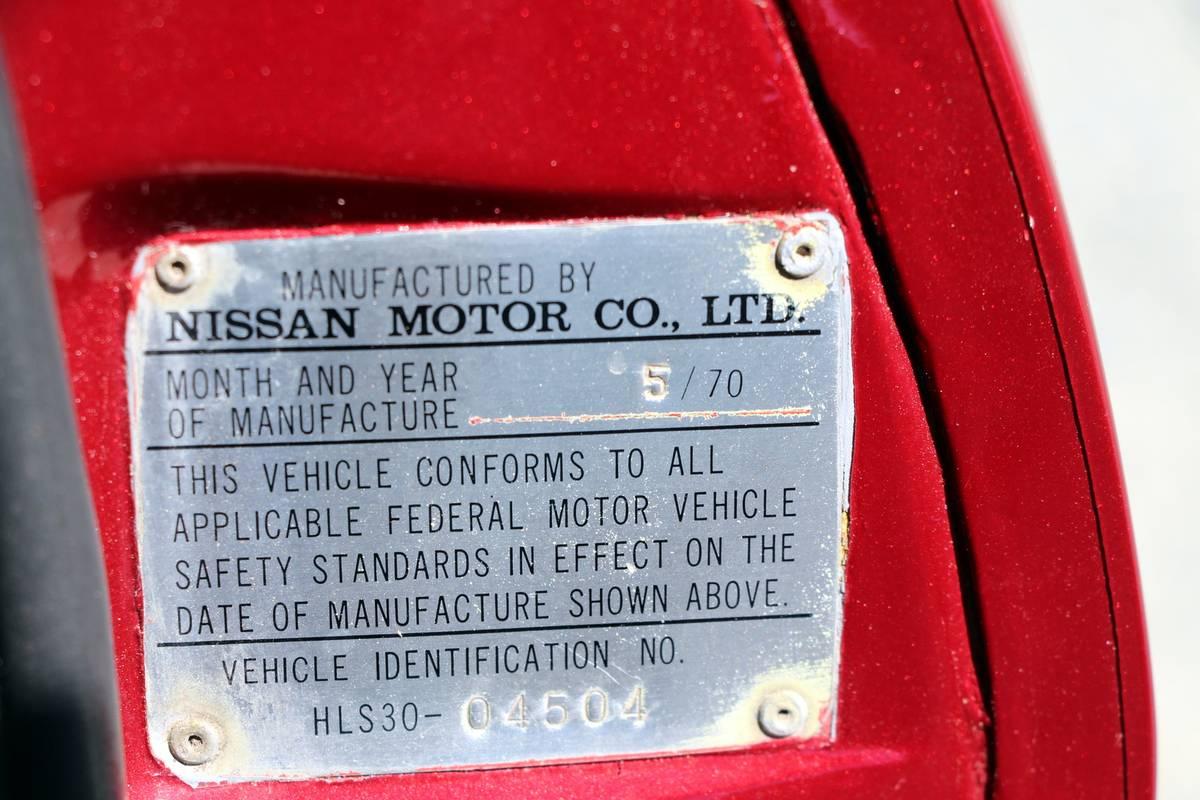 MANUFACTURED BY
NISSAN MOTOR CO., LTD.
MONTH AND YEAR
OF MANUFACTURE 5/70
THIS VEHICLE CONFORMS TO ALL
APPLICABLE FEDERAL MOTOR VEHICLE
SAFETY STANDARDS IN EFFECT ON THE
DATE OF MANUFACTURE SHOWN ABOVE.
VEHICLE IDENTIFICATION NO.
HLS30- 04504